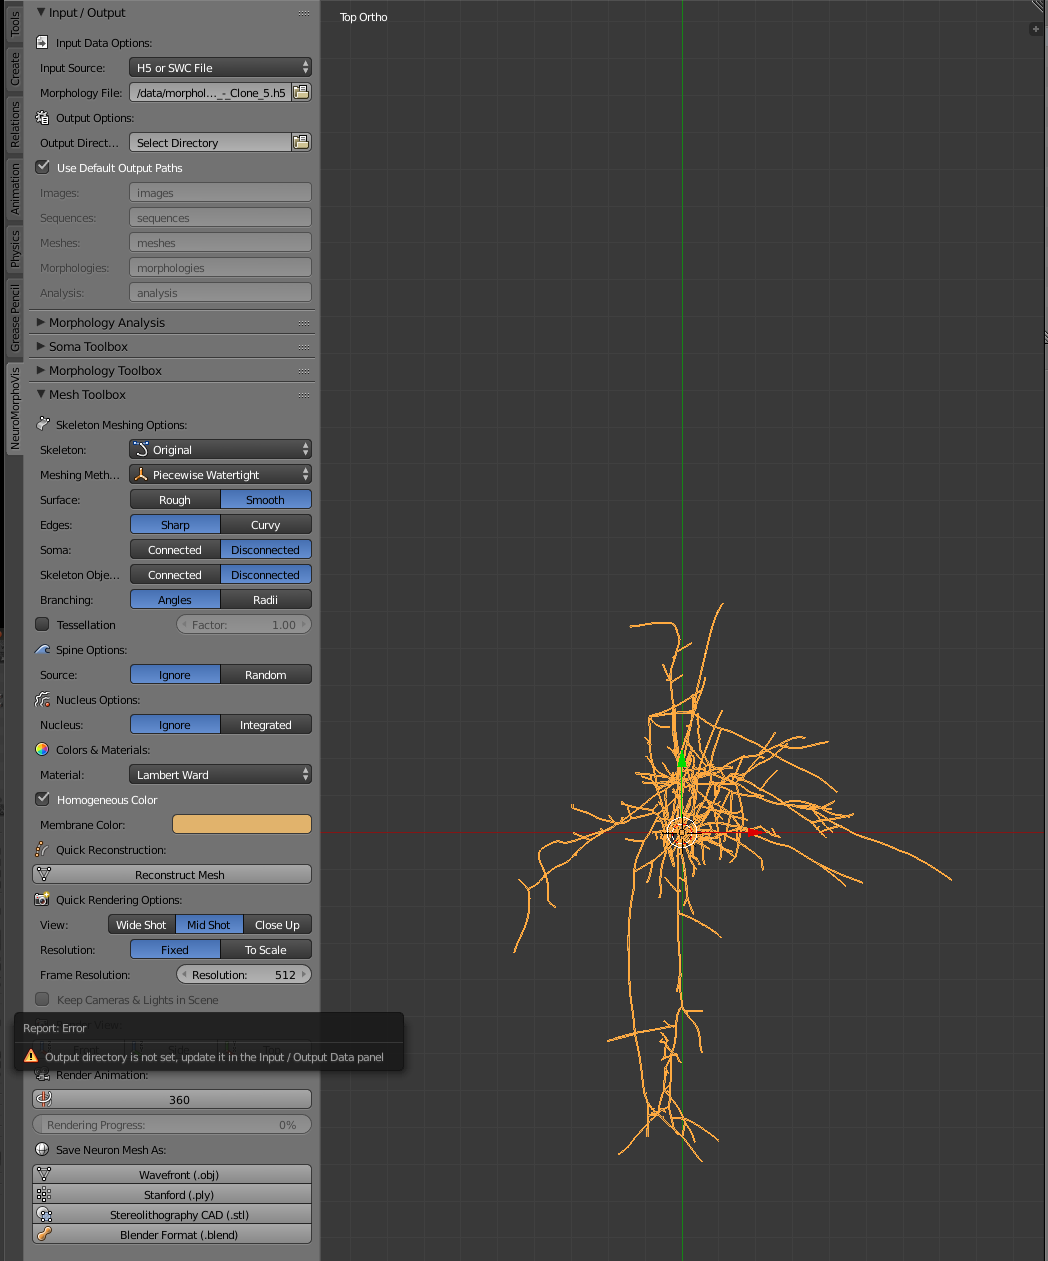 Tools
Create
Relations
Animation
Physics
Grease Pencil
NeuroMorphoVis
Input / Output
Input Data Options:
Input Source: H5 or SWC File
Morphology File: /data/morphol..._-_Clone_5.h5
Output Options:
Output Direct... Select Directory
Use Default Output Paths
Images: images
Sequences: sequences
Meshes: meshes
Morphologies: morphologies
Analysis: analysis
Morphology Analysis
Soma Toolbox
Morphology Toolbox
Mesh Toolbox
Skeleton Meshing Options:
Skeleton: Original
Meshing Meth... Piecewise Watertight
Surface: Rough Smooth
Edges: Sharp Curvy
Soma: Connected Disconnected
Skeleton Obje... Connected Disconnected
Branching: Angles Radii
Tessellation Factor: 1.00
Spine Options:
Source: Ignore Random
Nucleus Options:
Nucleus: Ignore Integrated
Colors & Materials:
Material: Lambert Ward
Homogeneous Color
Membrane Color:
Quick Reconstruction:
Reconstruct Mesh
Quick Rendering Options:
View: Wide Shot Mid Shot Close Up
Resolution: Fixed To Scale
Frame Resolution: Resolution: 512
Keep Cameras & Lights in Scene
Report: Error
Output directory is not set, update it in the Input / Output Data panel
Render Animation:
360
Rendering Progress: 0%
Save Neuron Mesh As:
Wavefront (.obj)
Stanford (.ply)
Stereolithography CAD (.stl)
Blender Format (.blend)
Top Ortho